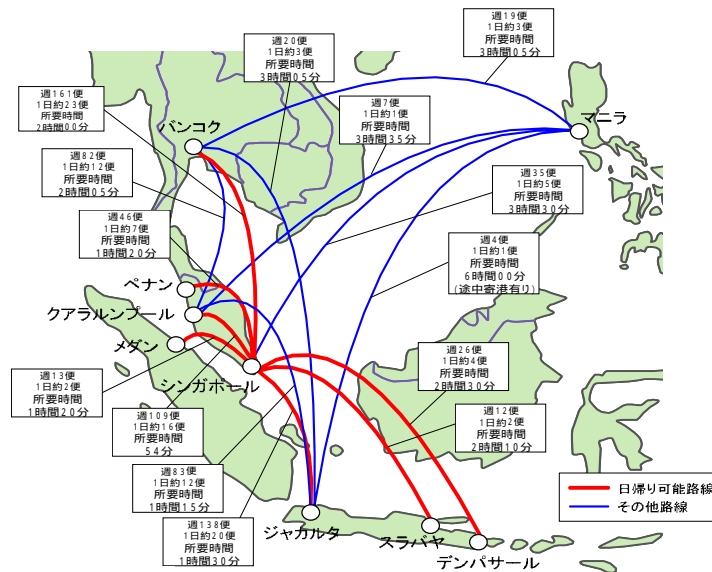 週20便
1日約3便
所要時間
3時間05分
週19便
1日約3便
所要時間
3時間05分
週161便
1日約23便
所要時間
2時間00分
週7便
1日約1便
所要時間
3時間35分
バンコク
マニラ
週82便
1日約12便
所要時間
2時間05分
週35便
1日約5便
所要時間
3時間30分
週46便
1日約7便
所要時間
1時間20分
週4便
1日約1便
所要時間
6時間00分
(途中寄港有り)
ペナン
クアラルンプール
メダン
シンガポール
週13便
1日約2便
所要時間
1時間20分
週26便
1日約4便
所要時間
2時間30分
週109便
1日約16便
所要時間
54分
週12便
1日約2便
所要時間
2時間10分
週83便
1日約12便
所要時間
1時間15分
週138便
1日約20便
所要時間
1時間30分
ジャカルタ
スラバヤ
デンパサール
日帰り可能路線
その他路線